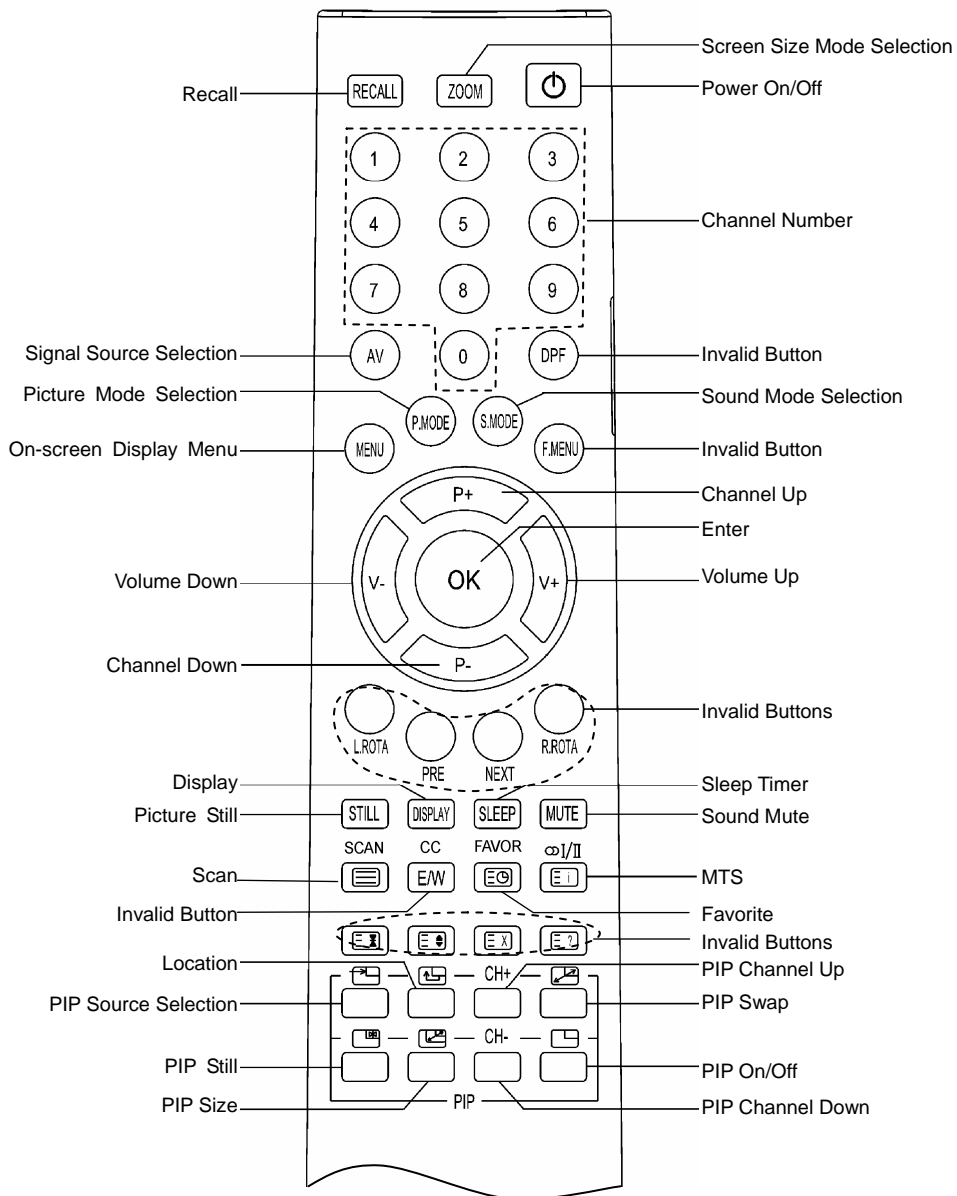 Screen Size Mode Selection
Recall
RECALL
ZOOM
Power On/Off
1
2
3
4
5
6
Channel Number
7
8
9
Signal Source Selection
AV
0
DPF
Invalid Button
Picture Mode Selection
P.MODE
S.MODE
Sound Mode Selection
On-screen Display Menu
MENU
F.MENU
Invalid Button
P+
Channel Up
Enter
Volume Down
V-
OK
V+
Volume Up
Channel Down
P-
Invalid Buttons
L.ROTA
R.ROTA
PRE
NEXT
Display
Sleep Timer
Picture Still
STILL
DISPLAY
SLEEP
MUTE
Sound Mute
SCAN
CC
FAVOR
I/II
Scan
E/W
i
MTS
Invalid Button
Favorite
X
?
Invalid Buttons
Location
PIP Channel Up
CH+
PIP Source Selection
PIP Swap
CH-
PIP Still
PIP On/Off
PIP Size
PIP
PIP Channel Down